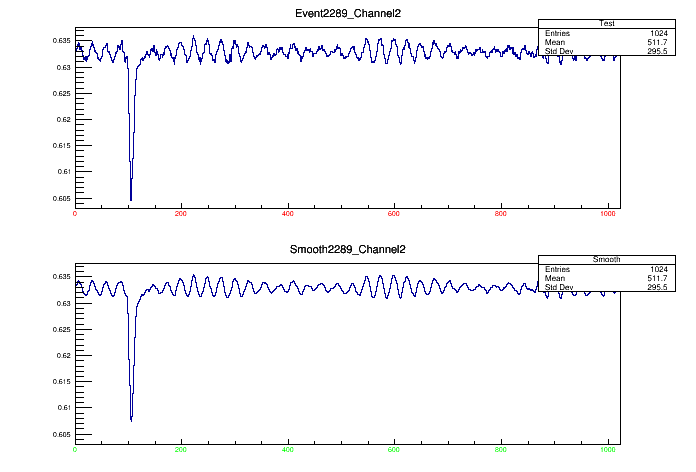 Event2289_Channel2
Test
Entries 1024
Mean 511.7
Std Dev 295.5
0.635
0.63
0.625
0.62
0.615
0.61
0.605
0 200 400 600 800 1000
Smooth2289_Channel2
Smooth
Entries 1024
Mean 511.7
Std Dev 295.5
0.635
0.63
0.625
0.62
0.615
0.61
0.605
0 200 400 600 800 1000